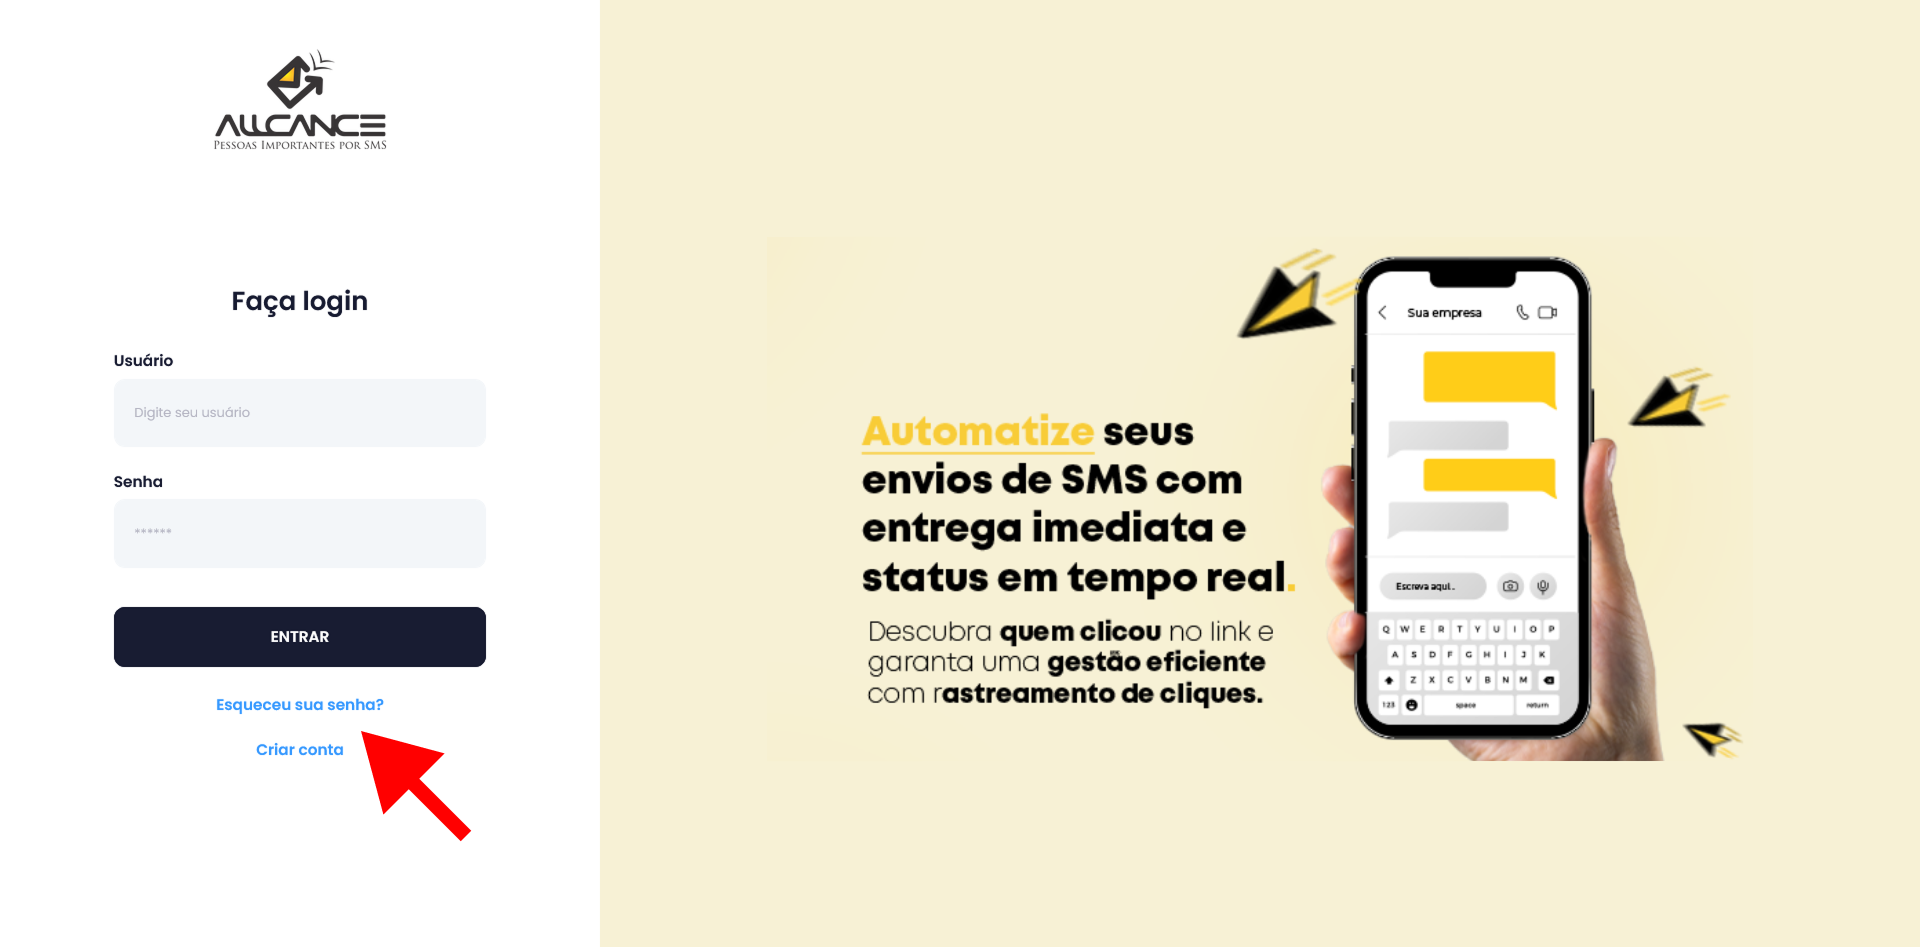 ALLCANCE
PESSOAS IMPORTANTES POR SMS
Faça login
Usuário
Digite seu usuário
Senha
******
ENTRAR
Esqueceu sua senha?
Criar conta
Automatize seus
envios de SMS com
entrega imediata e
status em tempo real.
Descubra quem clicou no link e
garanta uma gestão eficiente
com rastreamento de cliques.
Sua empresa
Escreva aqui..
Q W E R T Y U I O P
A S D F G H I J K
Z X C V B N M
123 space return